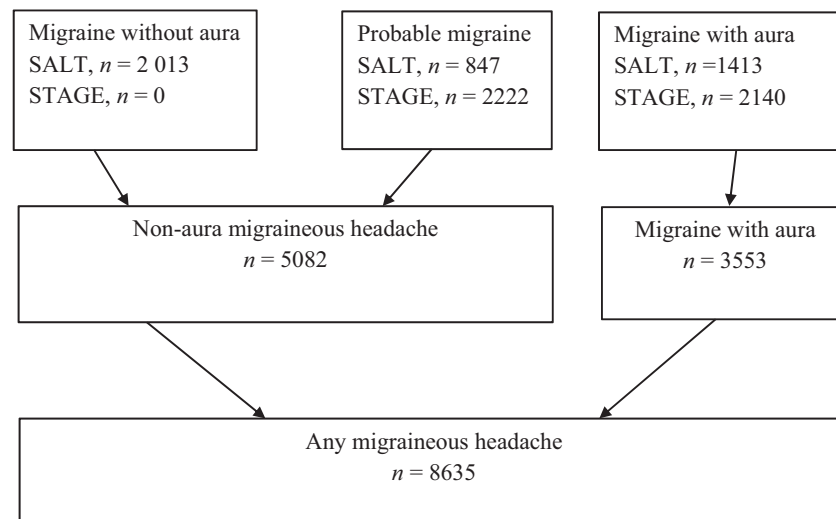 Migraine without aura
SALT, n = 2 013
STAGE, n = 0
Probable migraine
SALT, n = 847
STAGE, n = 2222
Migraine with aura
SALT, n =1413
STAGE, n = 2140
Non-aura migraineous headache
n = 5082
Migraine with aura
n = 3553
Any migraineous headache
n = 8635